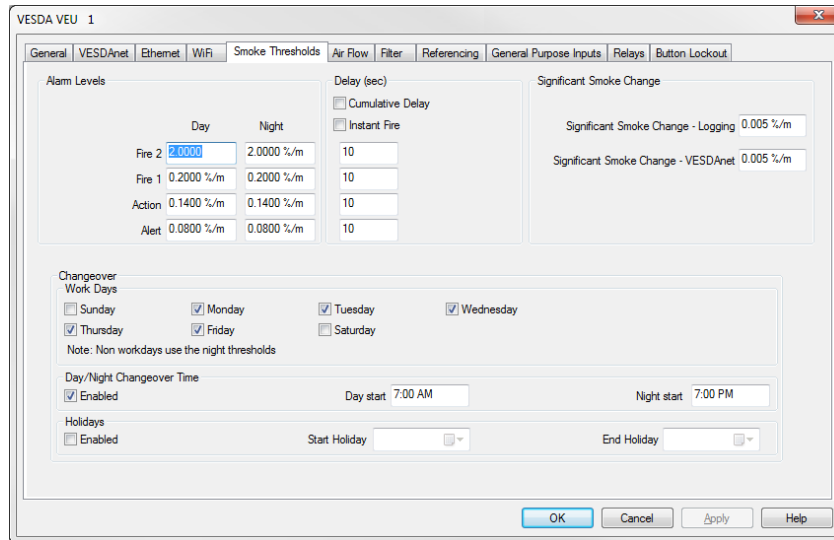 VESDA VEU 1
General VESDAnet Ethernet WiFi Smoke Thresholds Air Flow Filter Referencing General Purpose Inputs Relays Button Lockout
Alarm Levels
Day Night
Fire 2 2.0000 2.0000 %/m
Fire 1 0.2000 %/m 0.2000 %/m
Action 0.1400 %/m 0.1400 %/m
Alert 0.0800 %/m 0.0800 %/m
Delay (sec)
Cumulative Delay
Instant Fire
10
10
10
10
Significant Smoke Change
Significant Smoke Change - Logging 0.005 %/m
Significant Smoke Change - VESDAnet 0.005 %/m
Changeover
Work Days
Sunday Monday Tuesday Wednesday
Thursday Friday Saturday
Note: Non workdays use the night thresholds
Day/Night Changeover Time
Enabled Day start 7:00 AM Night start 7:00 PM
Holidays
Enabled Start Holiday End Holiday
OK Cancel Apply Help